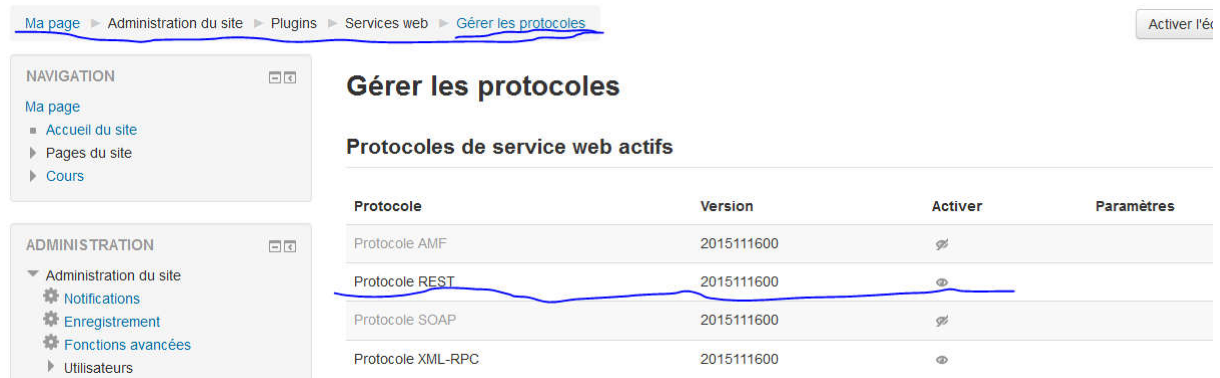 Ma page Administration du site Plugins Services web Gérer les protocoles
Activer l'é
NAVIGATION
Ma page
Accueil du site
Pages du site
Cours
ADMINISTRATION
Administration du site
Notifications
Enregistrement
Fonctions avancées
Utilisateurs
Gérer les protocoles
Protocoles de service web actifs
Protocole Version Activer Paramètres
Protocole AMF 2015111600
Protocole REST 2015111600
Protocole SOAP 2015111600
Protocole XML-RPC 2015111600